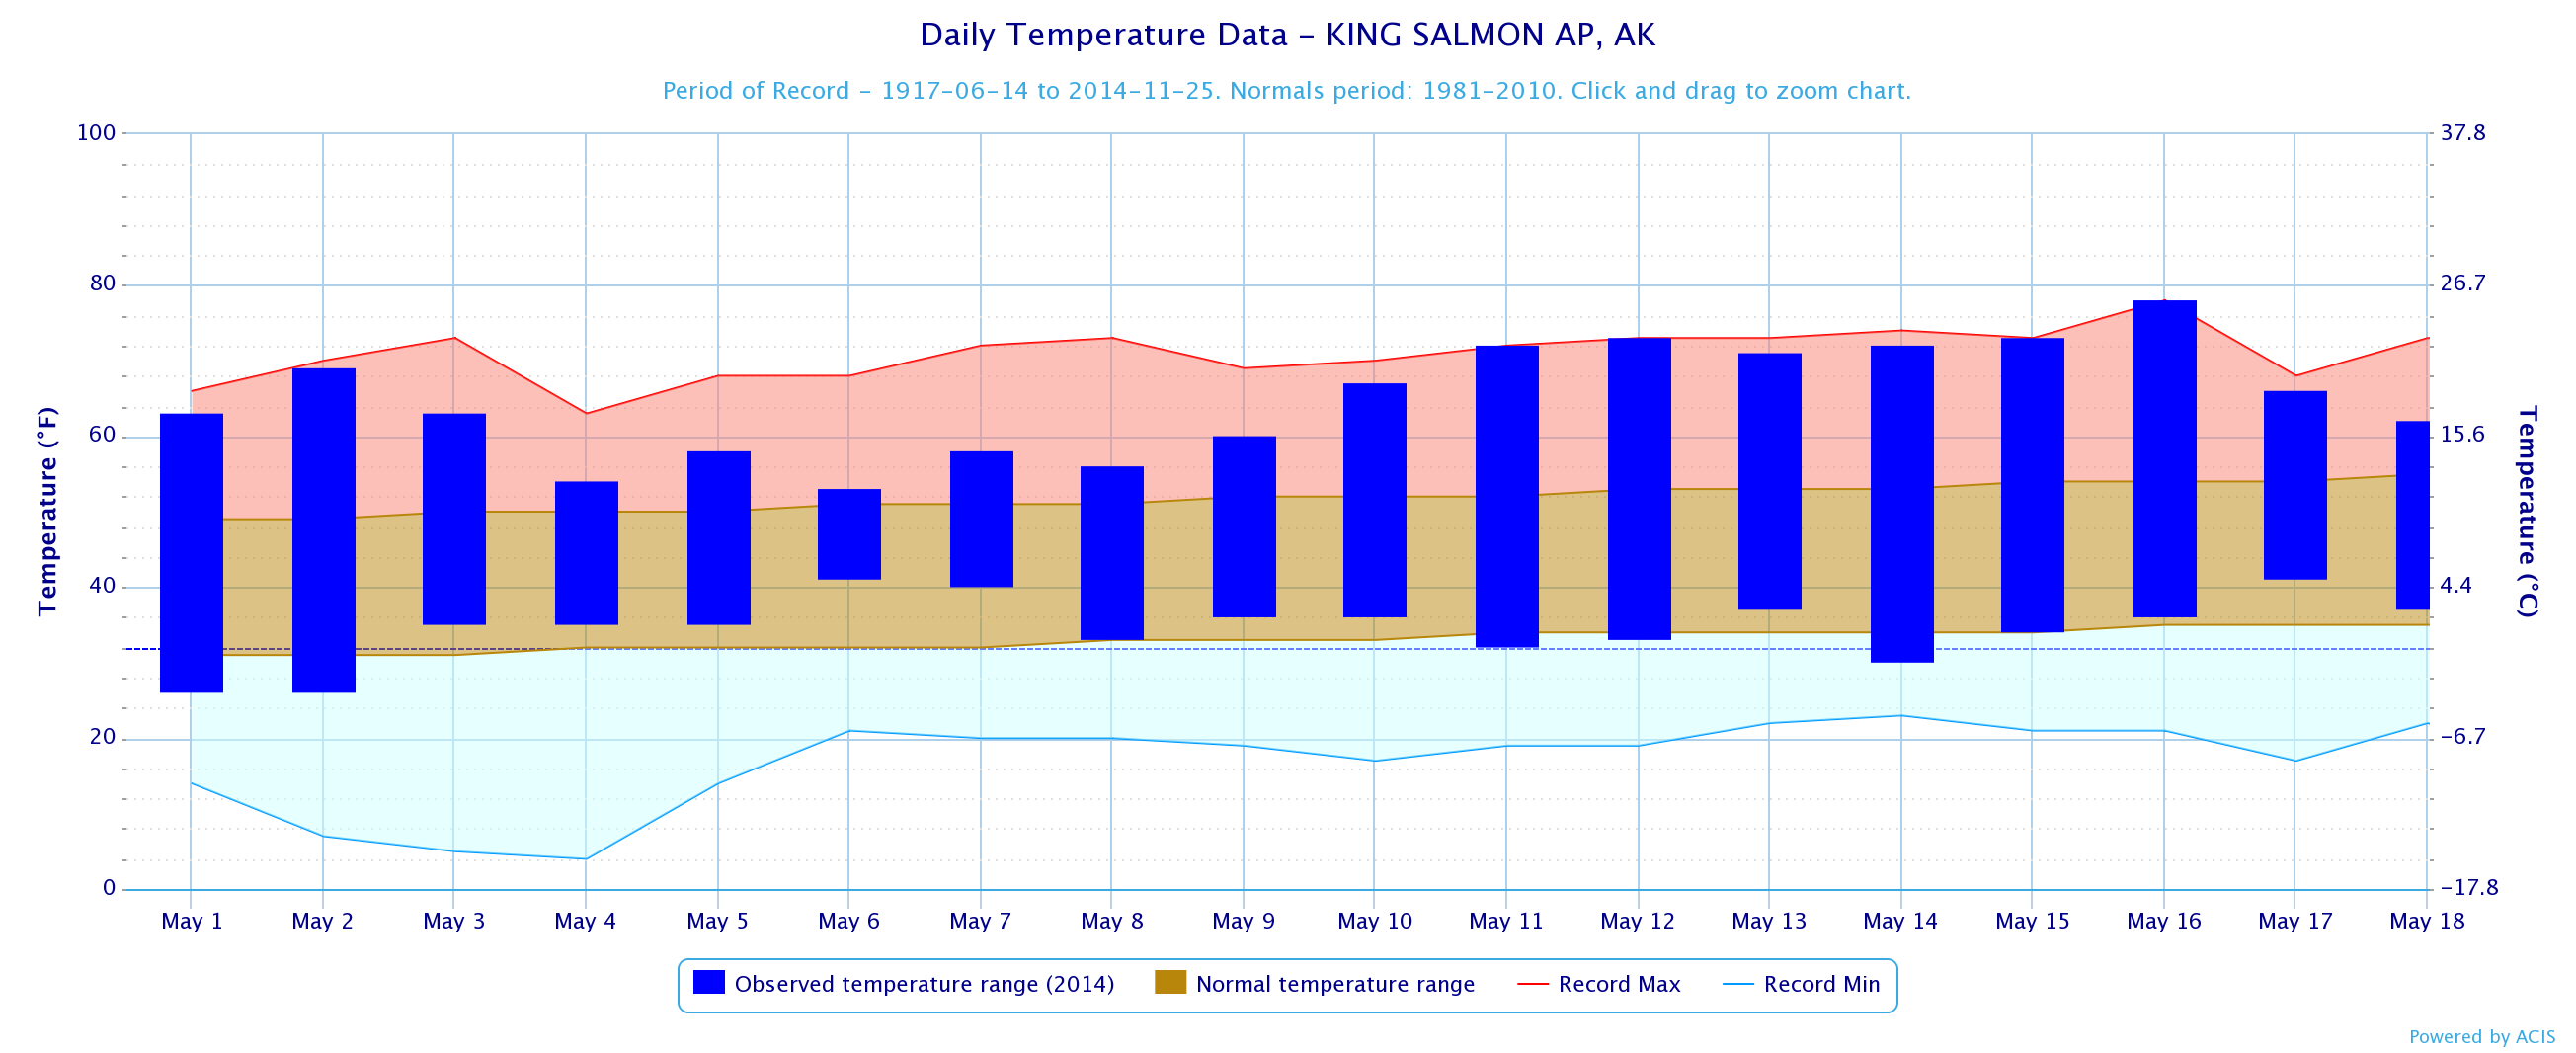 Daily Temperature Data – KING SALMON AP, AK
Period of Record – 1917–06–14 to 2014–11–25. Normals period: 1981–2010. Click and drag to zoom chart.
Temperature (°F)
100
80
60
40
20
0
37.8
26.7
15.6
4.4
–6.7
–17.8
Temperature (°C)
May 1 May 2 May 3 May 4 May 5 May 6 May 7 May 8 May 9 May 10 May 11 May 12 May 13 May 14 May 15 May 16 May 17 May 18
Observed temperature range (2014) Normal temperature range Record Max Record Min
Powered by ACIS